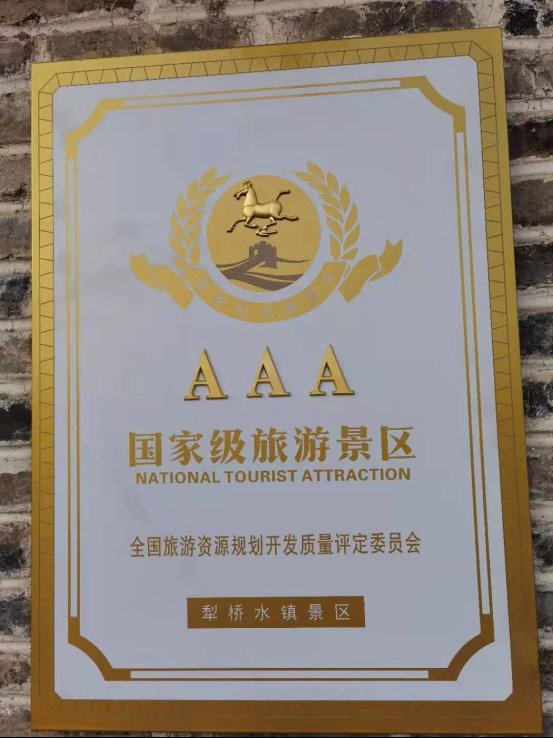 AAA
国家级旅游景区
NATIONAL TOURIST ATTRACTION
全国旅游资源规划开发质量评定委员会
犁桥水镇景区